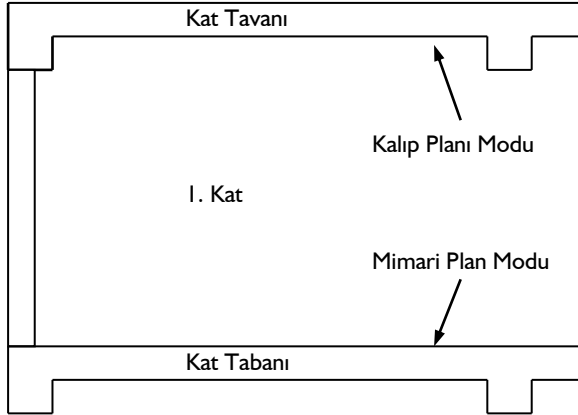 Kat Tavanı
Kalıp Planı Modu
1. Kat
Mimari Plan Modu
Kat Tabanı